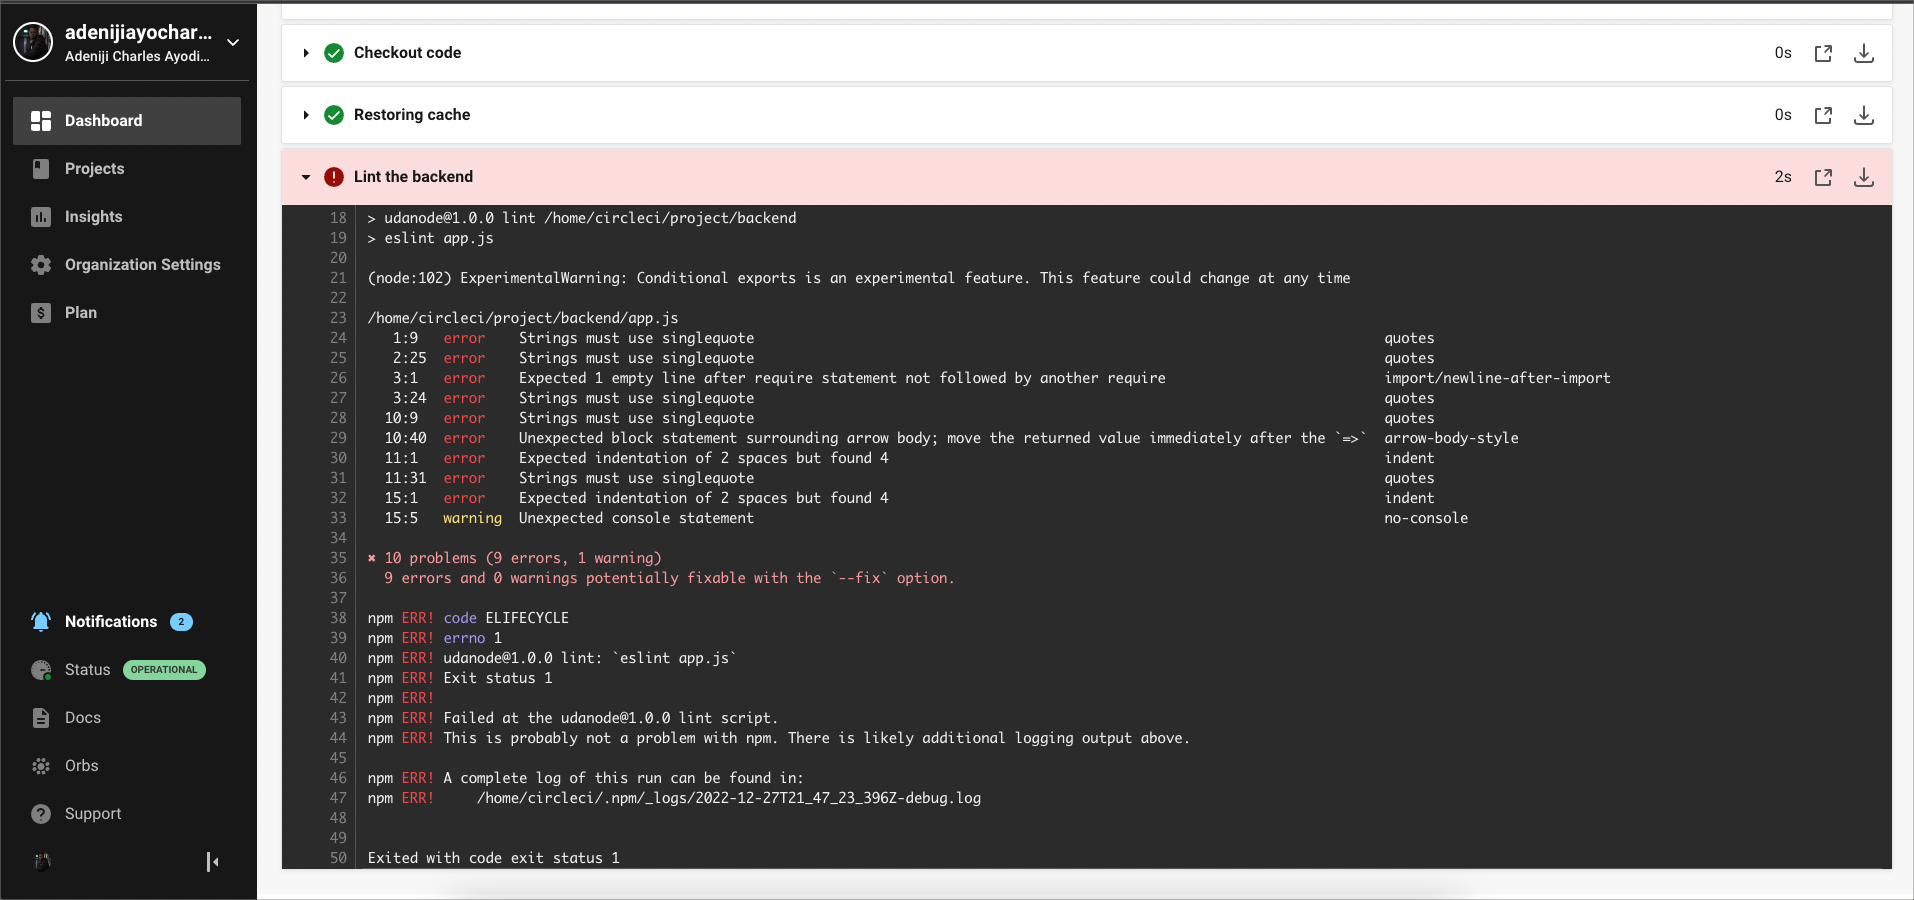 adenijiayochar...
Adeniji Charles Ayodi...
Dashboard
Projects
Insights
Organization Settings
Plan
Notifications 2
Status OPERATIONAL
Docs
Orbs
Support
Checkout code 0s
Restoring cache 0s
Lint the backend 2s
18 > udanode@1.0.0 lint /home/circleci/project/backend
19 > eslint app.js
20
21 (node:102) ExperimentalWarning: Conditional exports is an experimental feature. This feature could change at any time
22
23 /home/circleci/project/backend/app.js
24 1:9 error Strings must use singlequote quotes
25 2:25 error Strings must use singlequote quotes
26 3:1 error Expected 1 empty line after require statement not followed by another require import/newline-after-import
27 3:24 error Strings must use singlequote quotes
28 10:9 error Strings must use singlequote quotes
29 10:40 error Unexpected block statement surrounding arrow body; move the returned value immediately after the `=>` arrow-body-style
30 11:1 error Expected indentation of 2 spaces but found 4 indent
31 11:31 error Strings must use singlequote quotes
32 15:1 error Expected indentation of 2 spaces but found 4 indent
33 15:5 warning Unexpected console statement no-console
34
35 ✖ 10 problems (9 errors, 1 warning)
36 9 errors and 0 warnings potentially fixable with the `--fix` option.
37
38 npm ERR! code ELIFECYCLE
39 npm ERR! errno 1
40 npm ERR! udanode@1.0.0 lint: `eslint app.js`
41 npm ERR! Exit status 1
42 npm ERR!
43 npm ERR! Failed at the udanode@1.0.0 lint script.
44 npm ERR! This is probably not a problem with npm. There is likely additional logging output above.
45
46 npm ERR! A complete log of this run can be found in:
47 npm ERR! /home/circleci/.npm/_logs/2022-12-27T21_47_23_396Z-debug.log
48
49
50 Exited with code exit status 1